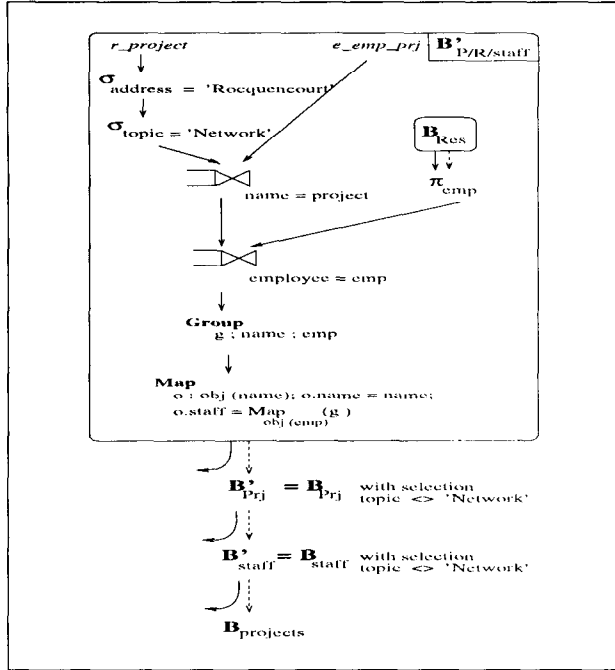 r_project e_emp_prj B' P/R/staff
σ address = 'Rocquencourt'
σ topic = 'Network'
B Res
π emp
name = project
employee = emp
Group g ; name ; emp
Map
o : obj (name); o.name = name;
o.staff = Map obj (emp) (g)
B' Prj = B Prj with selection
topic <> 'Network'
B' staff = B staff with selection
topic <> 'Network'
B projects